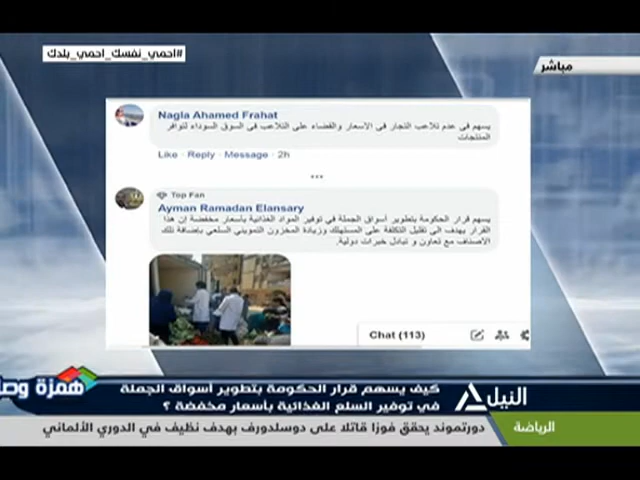 #احمي_نفسك_احمي_بلدك
مباشر
Nagla Ahamed Frahat
يسهم في عدم تلاعب التجار في الاسعار والقضاء على التلاعب في السوق السوداء لتوافر
المنتجات
Like · Reply · Message · 2h
Top Fan
Ayman Ramadan Elansary
يسهم قرار الحكومة بتطوير أسواق الجملة في توفير المواد الغذائية بأسعار مخفضة إن هذا
القرار يهدف الى تقليل التكلفة على المستهلك وزيادة المخزون التمويني السلعي بإضافة تلك
الاصناف مع تعاون و تبادل خبرات دولية.
Chat (113)
همزة وصل
كيف يسهم قرار الحكومة بتطوير أسواق الجملة
في توفير السلع الغذائية بأسعار مخفضة ؟
النيل
الرياضة
دورتموند يحقق فوزا قاتلا على دوسلدورف بهدف نظيف في الدوري الألماني